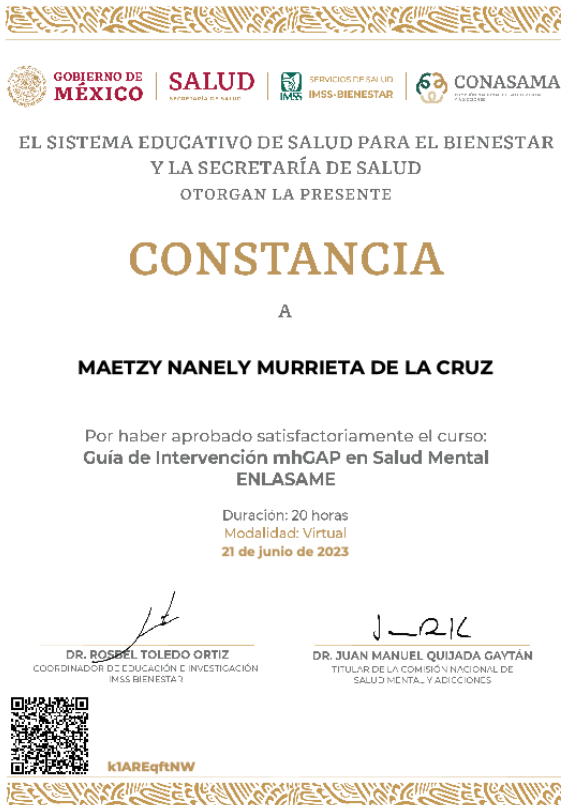 GOBIERNO DE
MÉXICO
SALUD
SECRETARÍA DE SALUD
IMSS
SERVICIOS DE SALUD
IMSS-BIENESTAR
CONASAMA
EL SISTEMA EDUCATIVO DE SALUD PARA EL BIENESTAR
Y LA SECRETARÍA DE SALUD
OTORGAN LA PRESENTE
CONSTANCIA
A
MAETZY NANELY MURRIETA DE LA CRUZ
Por haber aprobado satisfactoriamente el curso:
Guía de Intervención mhGAP en Salud Mental
ENLASAME
Duración: 20 horas
Modalidad: Virtual
21 de junio de 2023
DR. ROSBEL TOLEDO ORTIZ
COORDINADOR DE EDUCACIÓN E INVESTIGACIÓN
IMSS BIENESTAR
DR. JUAN MANUEL QUIJADA GAYTÁN
TITULAR DE LA COMISIÓN NACIONAL DE
SALUD MENTAL Y ADICCIONES
k1AREqftNW